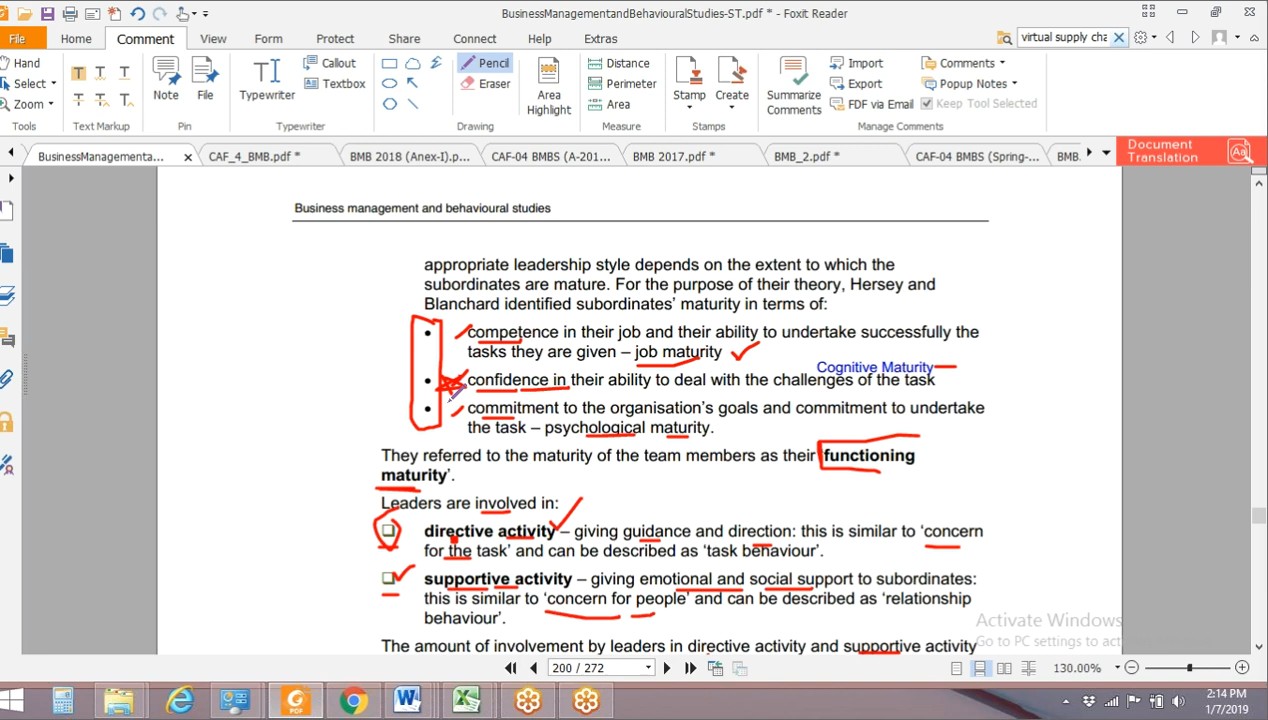 BusinessManagementandBehaviouralStudies-ST.pdf * - Foxit Reader
File Home Comment View Form Protect Share Connect Help Extras virtual supply cha
Hand Select Zoom Tools
T T T T T T Text Markup
Note File Pin
Typewriter Callout Textbox Typewriter
Pencil Eraser Area Highlight Drawing
Distance Perimeter Area Measure
Stamp Create Stamps
Summarize Comments Import Export FDF via Email Comments Popup Notes Keep Tool Selected Manage Comments
BusinessManagementa... CAF_4_BMB.pdf * BMB 2018 (Anex-I).p... CAF-04 BMBS (A-201... BMB 2017.pdf * BMB_2.pdf * CAF-04 BMBS (Spring-... BMB.
Document
Translation
Business management and behavioural studies
appropriate leadership style depends on the extent to which the
subordinates are mature. For the purpose of their theory, Hersey and
Blanchard identified subordinates' maturity in terms of:
• competence in their job and their ability to undertake successfully the
tasks they are given – job maturity
Cognitive Maturity
• confidence in their ability to deal with the challenges of the task
• commitment to the organisation's goals and commitment to undertake
the task – psychological maturity.
They referred to the maturity of the team members as their 'functioning
maturity'.
Leaders are involved in:
❑ directive activity – giving guidance and direction: this is similar to 'concern
for the task' and can be described as 'task behaviour'.
❑ supportive activity – giving emotional and social support to subordinates:
this is similar to 'concern for people' and can be described as 'relationship
behaviour'.
The amount of involvement by leaders in directive activity and supportive activity
Activate Windows
Go to PC settings to act
200 / 272 130.00%
2:14 PM
1/7/2019